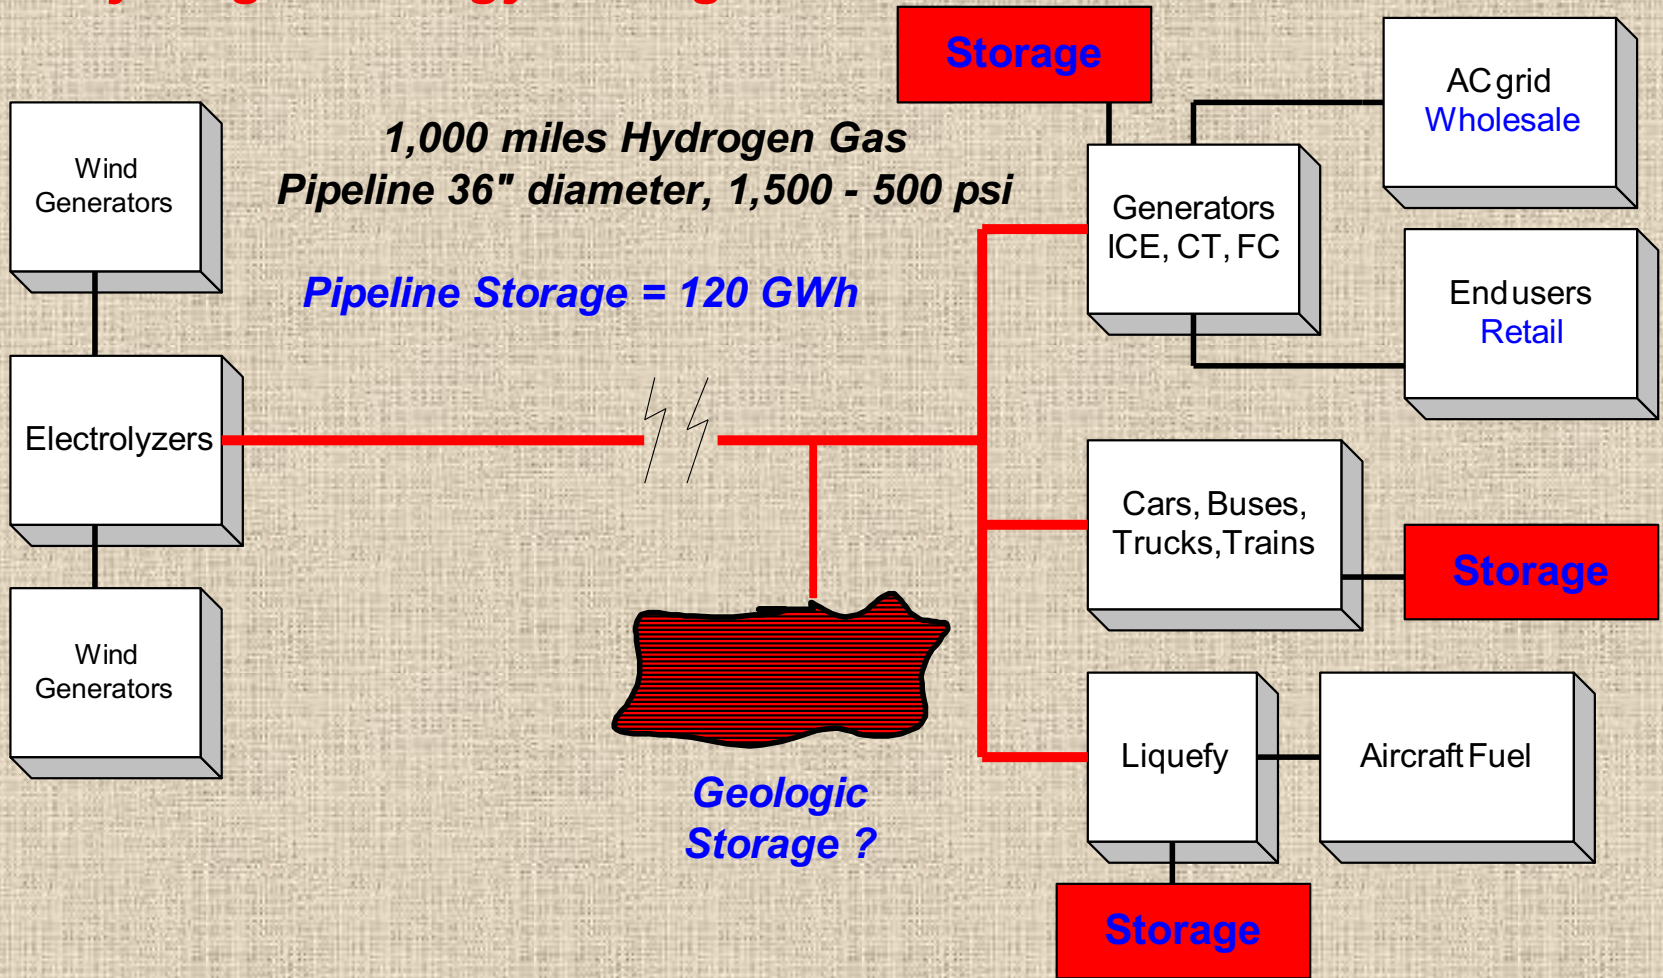 Storage
AC grid
Wholesale
1,000 miles Hydrogen Gas
Pipeline 36" diameter, 1,500 - 500 psi
Wind
Generators
Generators
ICE, CT, FC
Pipeline Storage = 120 GWh
End users
Retail
Electrolyzers
Cars, Buses,
Trucks,Trains
Storage
Wind
Generators
Liquefy
Aircraft Fuel
Geologic
Storage ?
Storage